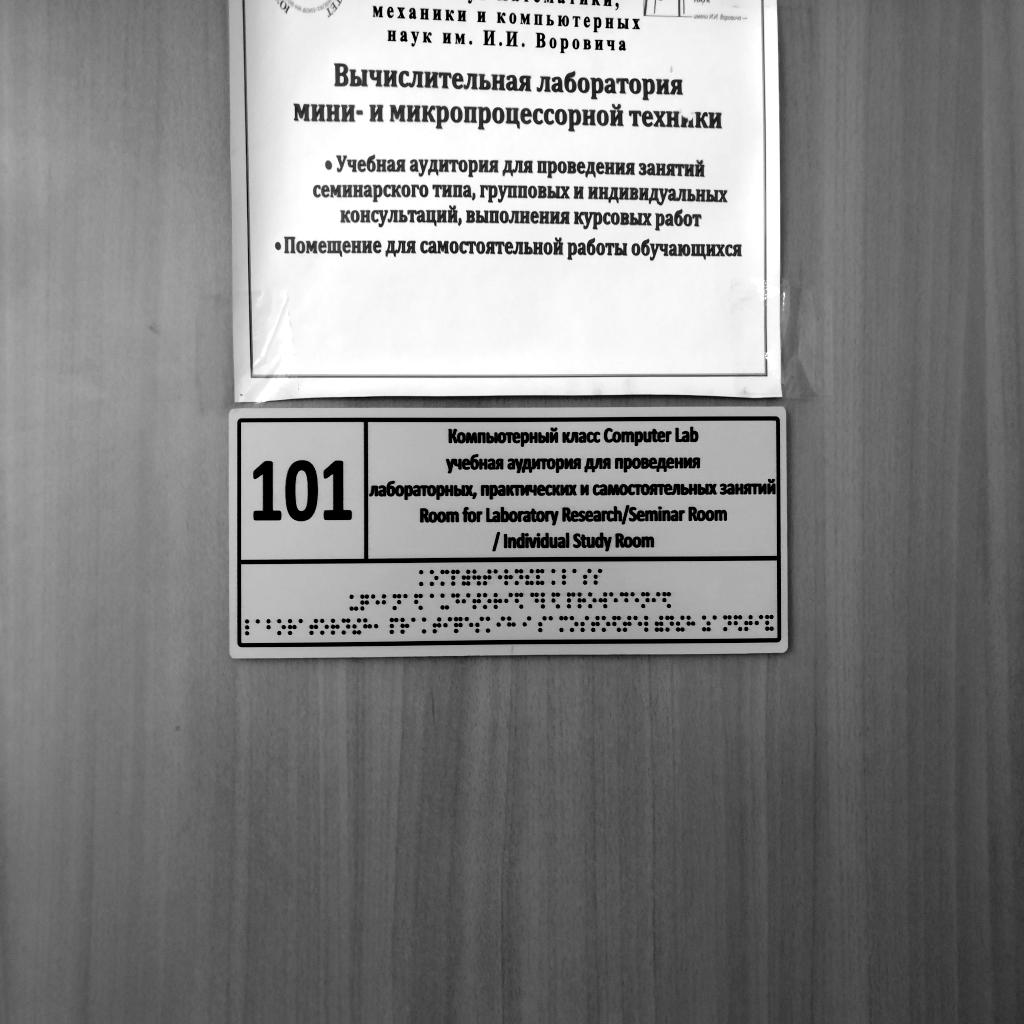 механики и компьютерных
наук им. И.И. Воровича
имени И.И. Воровича
Вычислительная лаборатория
мини- и микропроцессорной техники
• Учебная аудитория для проведения занятий
семинарского типа, групповых и индивидуальных
консультаций, выполнения курсовых работ
• Помещение для самостоятельной работы обучающихся
101
Компьютерный класс Computer Lab
учебная аудитория для проведения
лабораторных, практических и самостоятельных занятий
Room for Laboratory Research/Seminar Room
/ Individual Study Room